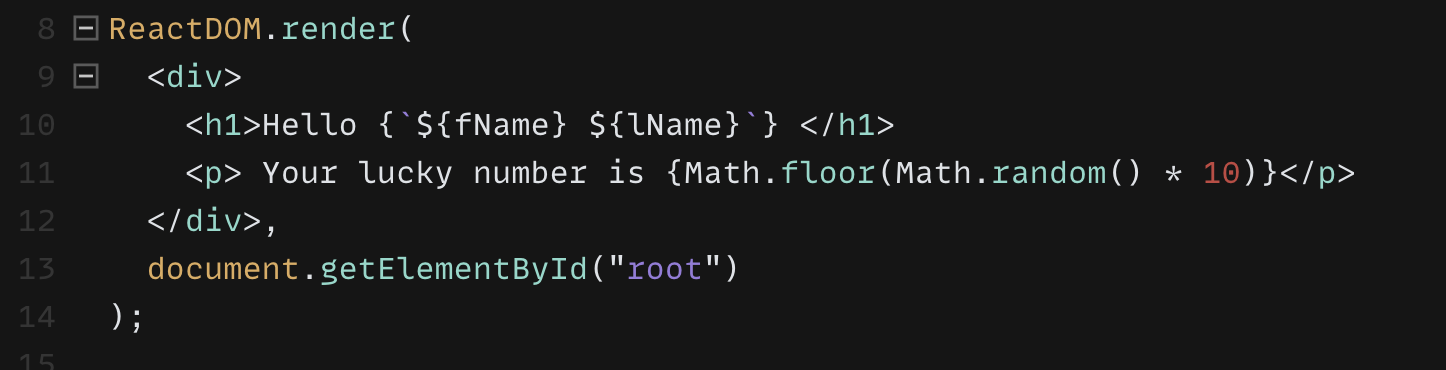 8 ReactDOM.render(
9 <div>
10 <h1>Hello {`${fName} ${lName}`} </h1>
11 <p> Your lucky number is {Math.floor(Math.random() * 10)}</p>
12 </div>,
13 document.getElementById("root")
14 );
15